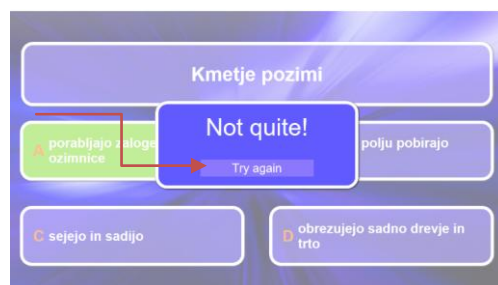 Kmetje pozimi
Not quite!
Try again
A porabljajo zaloge
ozimnice
polju pobirajo
C sejejo in sadijo
D obrezujejo sadno drevje in
trto